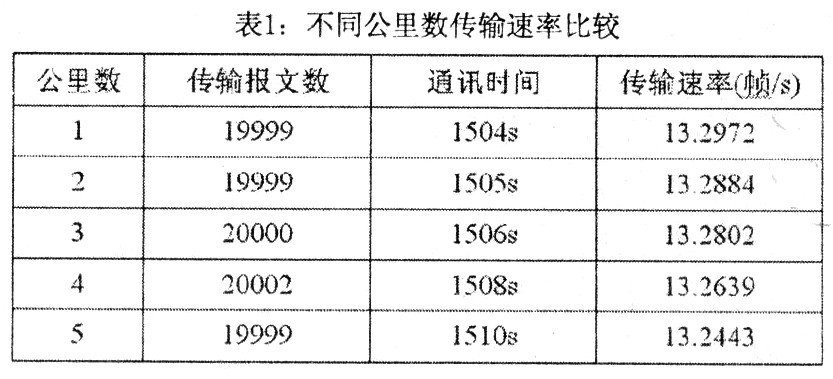 表1：不同公里数传输速率比较
公里数 传输报文数 通讯时间 传输速率(帧/s)
1 19999 1504s 13.2972
2 19999 1505s 13.2884
3 20000 1506s 13.2802
4 20002 1508s 13.2639
5 19999 1510s 13.2443